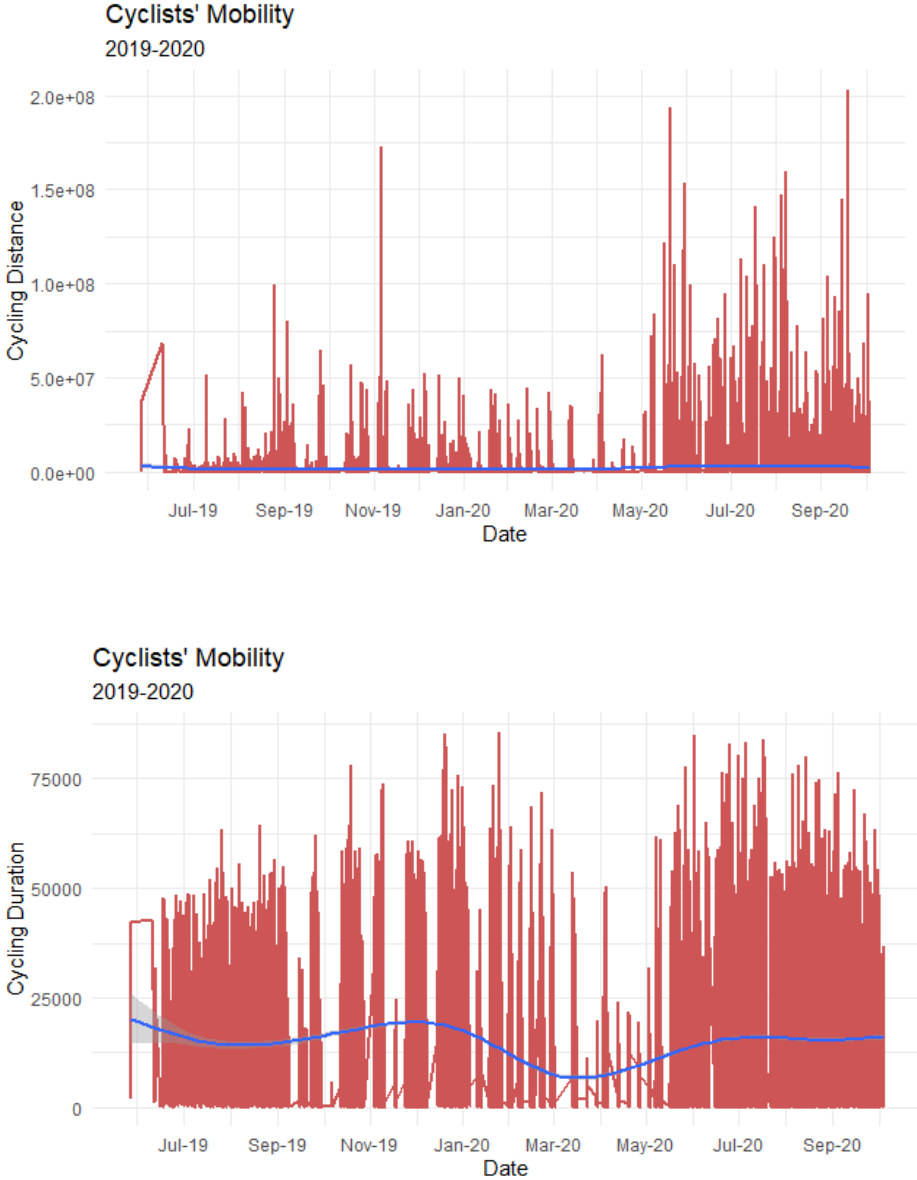 Cyclists' Mobility
2019-2020
2.0e+08
1.5e+08
1.0e+08
5.0e+07
0.0e+00
Cycling Distance
Jul-19 Sep-19 Nov-19 Jan-20 Mar-20 May-20 Jul-20 Sep-20
Date
Cyclists' Mobility
2019-2020
75000
50000
25000
0
Cycling Duration
Jul-19 Sep-19 Nov-19 Jan-20 Mar-20 May-20 Jul-20 Sep-20
Date